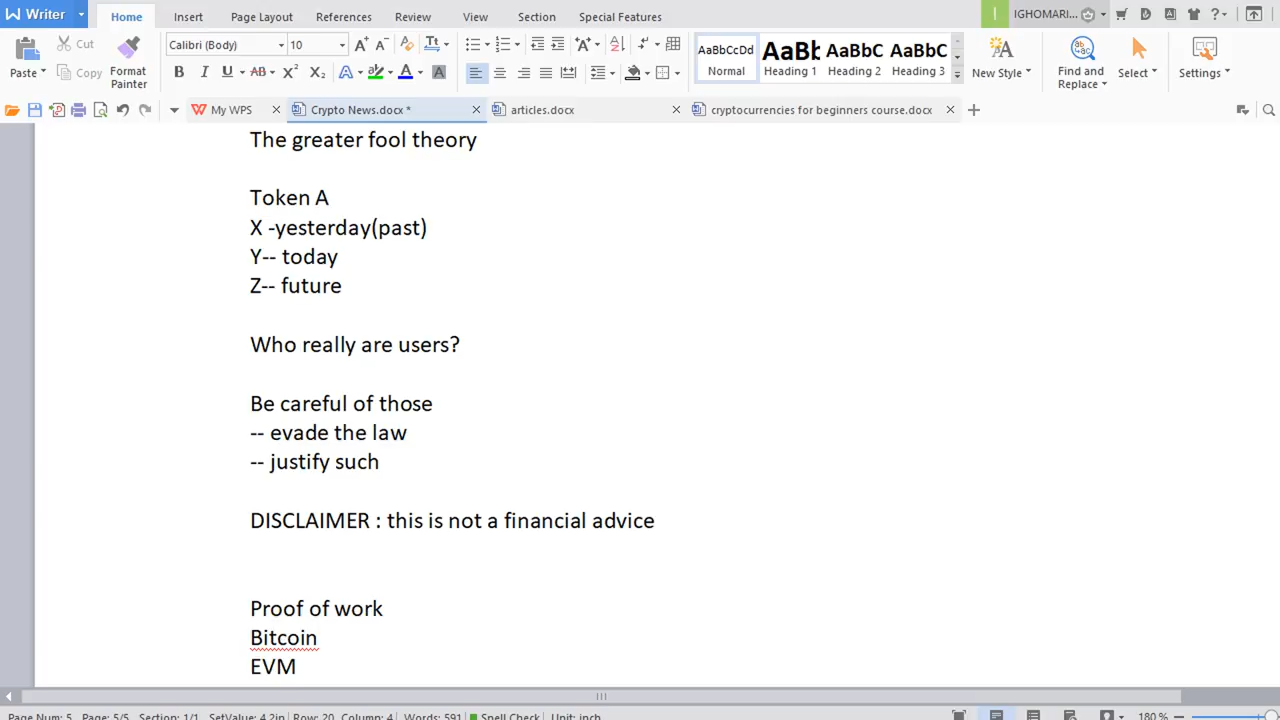 Writer
Home
Insert
Page Layout
References
Review
View
Section
Special Features
IGHOMARI...
Paste
Cut
Copy
Format
Painter
Calibri (Body)
10
AaBbCcDd
Normal
AaBb
Heading 1
AaBbC
Heading 2
AaBbC
Heading 3
New Style
Find and
Replace
Select
Settings
My WPS
Crypto News.docx *
articles.docx
cryptocurrencies for beginners course.docx
The greater fool theory
Token A
X -yesterday(past)
Y-- today
Z-- future
Who really are users?
Be careful of those
-- evade the law
-- justify such
DISCLAIMER : this is not a financial advice
Proof of work
Bitcoin
EVM
Page Num: 5 Page: 5/5 Section: 1/1 SetValue: 4.2in Row: 20 Column: 4 Words: 591 Spell Check Unit: inch 180 %